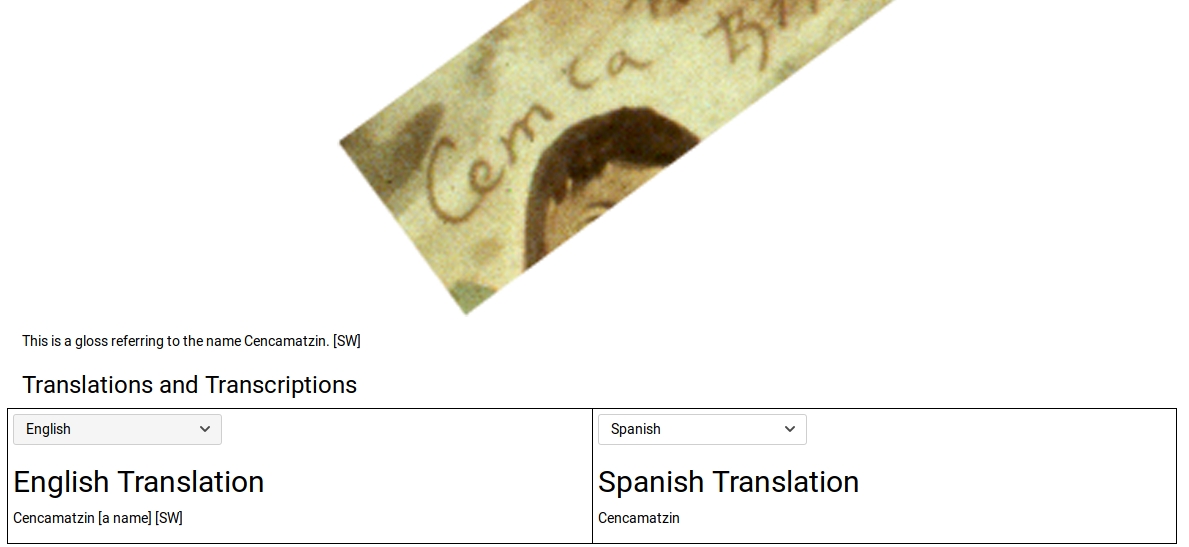 Cem ca
This is a gloss referring to the name Cencamatzin. [SW]
Translations and Transcriptions
English
Spanish
English Translation
Spanish Translation
Cencamatzin [a name] [SW]
Cencamatzin